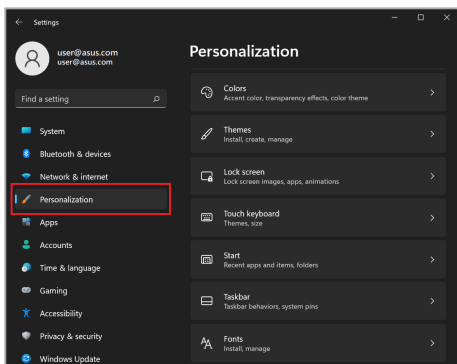 Settings
user@asus.com
user@asus.com
Find a setting
System
Bluetooth & devices
Network & internet
Personalization
Apps
Accounts
Time & language
Gaming
Accessibility
Privacy & security
Windows Update
Personalization
Colors
Accent color, transparency effects, color theme
Themes
Install, create, manage
Lock screen
Lock screen images, apps, animations
Touch keyboard
Themes, size
Start
Recent apps and items, folders
Taskbar
Taskbar behaviors, system pins
Fonts
Install, manage